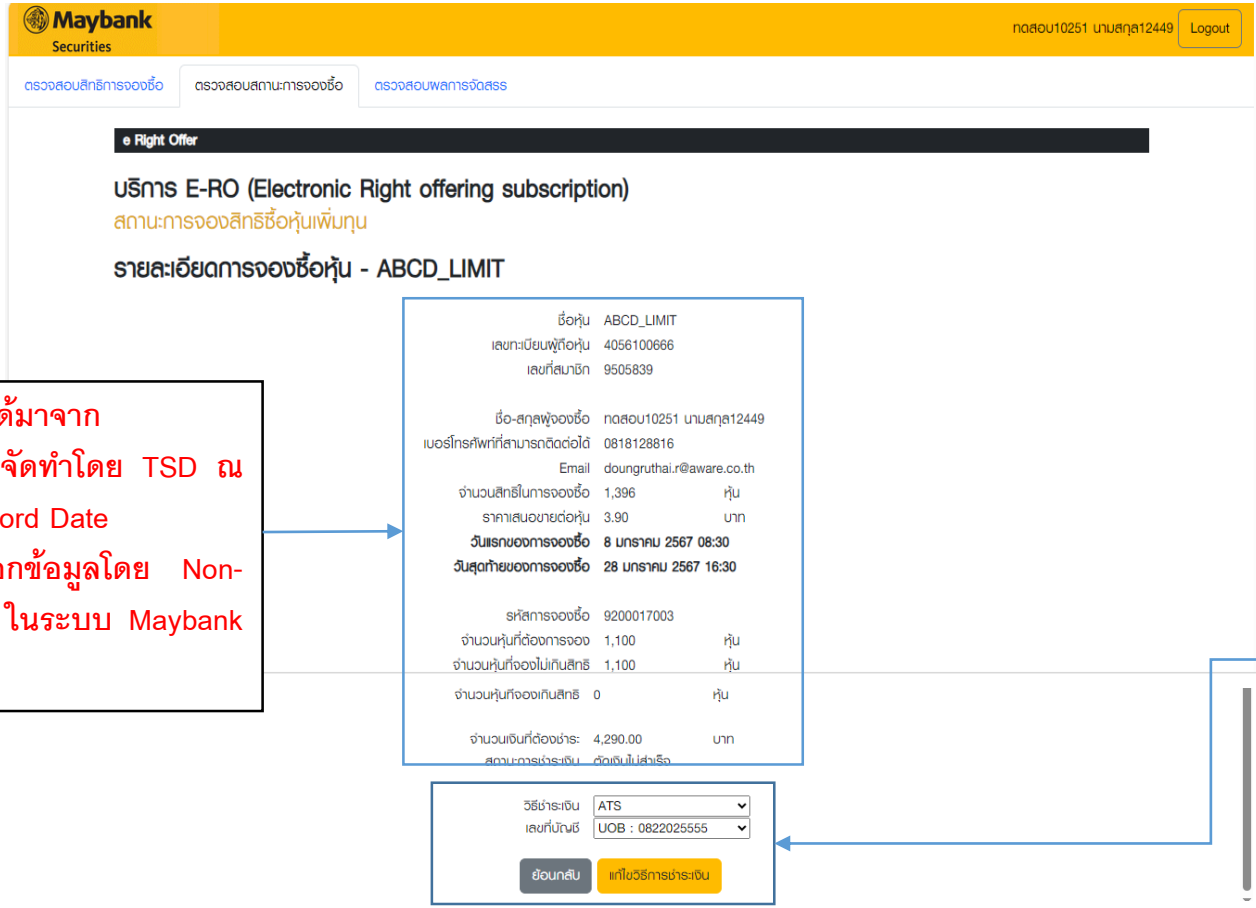 Maybank
Securities
ทดสอบ10251 นามสกุล12449 Logout
ตรวจสอบสิทธิการจองซื้อ ตรวจสอบสถานะการจองซื้อ ตรวจสอบผลการจัดสรร
e Right Offer
บริการ E-RO (Electronic Right offering subscription)
สถานะการจองสิทธิซื้อหุ้นเพิ่มทุน
รายละเอียดการจองซื้อหุ้น - ABCD_LIMIT
ชื่อหุ้น ABCD_LIMIT
เลขทะเบียนผู้ถือหุ้น 4056100666
เลขที่สมาชิก 9505839
ชื่อ-สกุลผู้จองซื้อ ทดสอบ10251 นามสกุล12449
เบอร์โทรศัพท์ที่สามารถติดต่อได้ 0818128816
Email doungruthai.r@aware.co.th
จำนวนสิทธิในการจองซื้อ 1,396 หุ้น
ราคาเสนอขายต่อหุ้น 3.90 บาท
วันแรกของการจองซื้อ 8 มกราคม 2567 08:30
วันสุดท้ายของการจองซื้อ 28 มกราคม 2567 16:30
รหัสการจองซื้อ 9200017003
จำนวนหุ้นที่ต้องการจอง 1,100 หุ้น
จำนวนหุ้นที่จองไม่เกินสิทธิ 1,100 หุ้น
จำนวนหุ้นที่จองเกินสิทธิ 0 หุ้น
จำนวนเงินที่ต้องชำระ 4,290.00 บาท
สถานะการชำระเงิน ตัดเงินไม่สำเร็จ
วิธีชำระเงิน ATS
เลขที่บัญชี UOB : 0822025555
ย้อนกลับ แก้ไขวิธีการชำระเงิน
ด้มาจาก
จัดทำโดย TSD ณ
ord Date
อกข้อมูลโดย Non-
ในระบบ Maybank